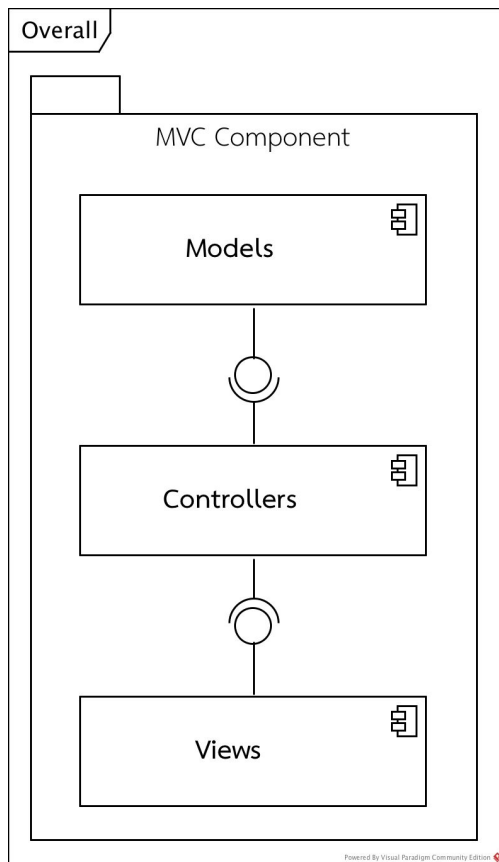 Overall
MVC Component
Models
Controllers
Views
Powered By Visual Paradigm Community Edition